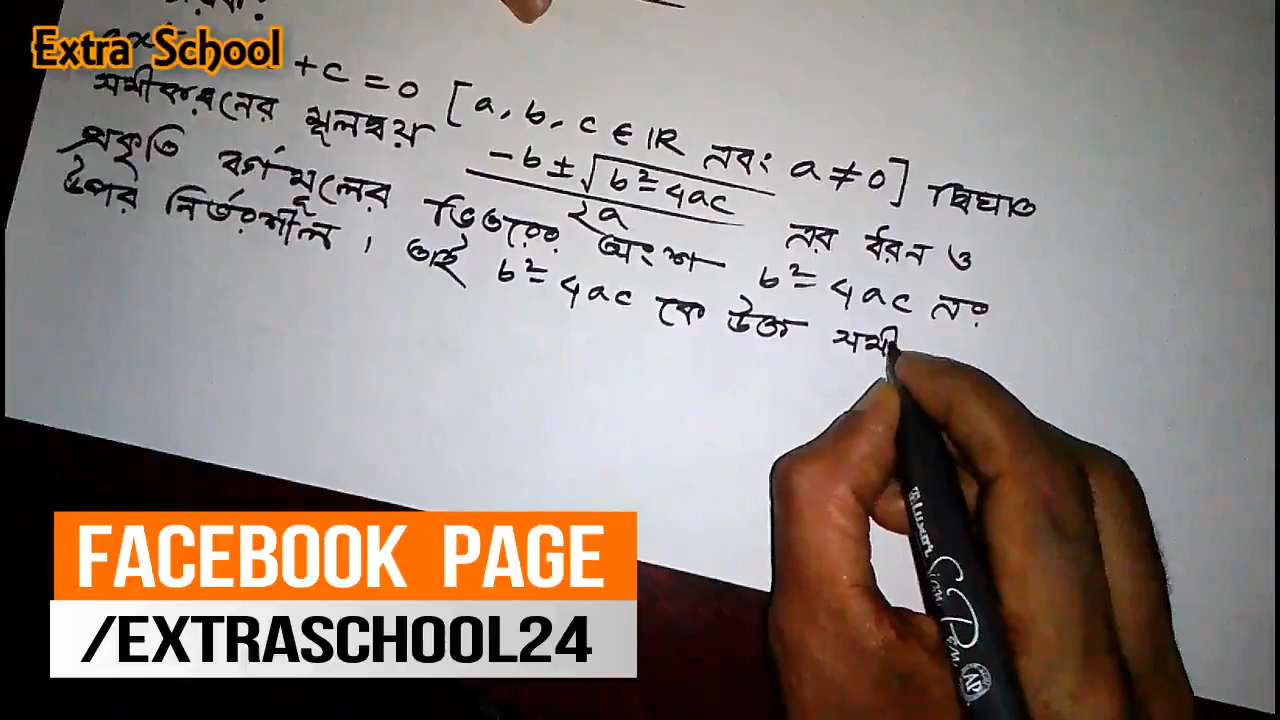 Extra School
+c=0 [a, b, c ∈ IR এবং a ≠ 0] দ্বিঘাত
সমীকরণের মূলদ্বয় -b ± √b²-4ac / 2a এর ধরন ও
প্রকৃতি বর্গমূলের ভিতরের অংশ b²-4ac এর
উপর নির্ভরশীল। তাই b²-4ac কে উক্ত সমী
FACEBOOK PAGE
/EXTRASCHOOL24